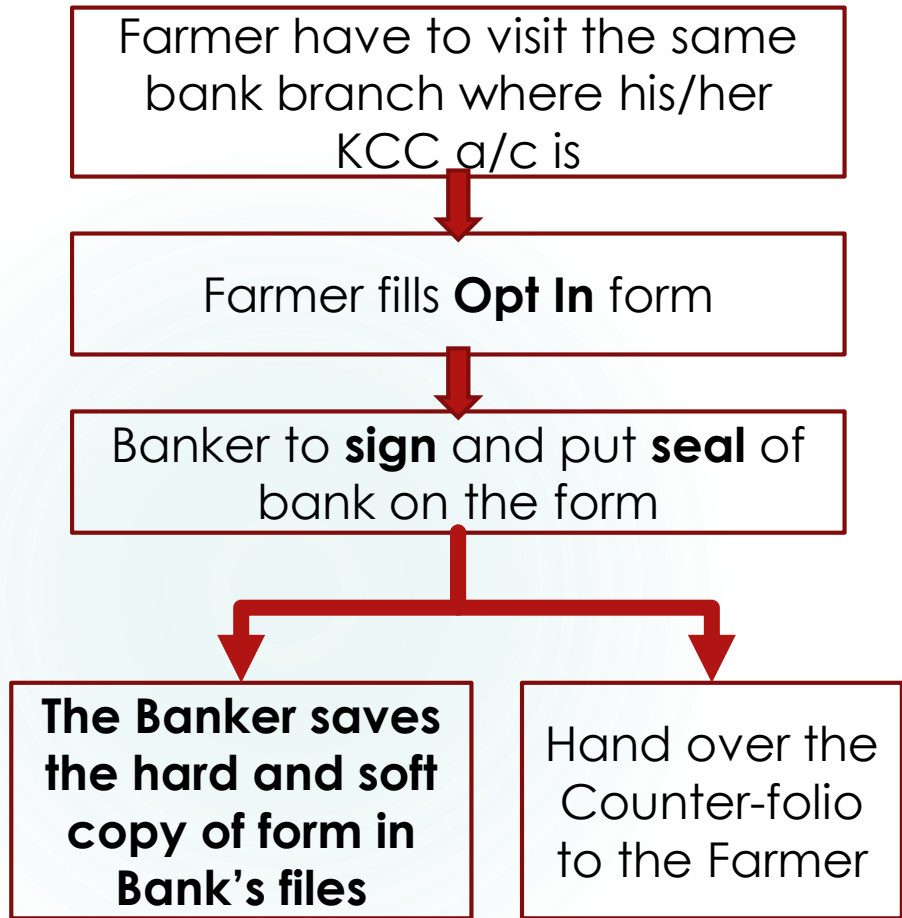 Farmer have to visit the same
bank branch where his/her
KCC a/c is
Farmer fills Opt In form
Banker to sign and put seal of
bank on the form
The Banker saves
the hard and soft
copy of form in
Bank’s files
Hand over the
Counter-folio
to the Farmer